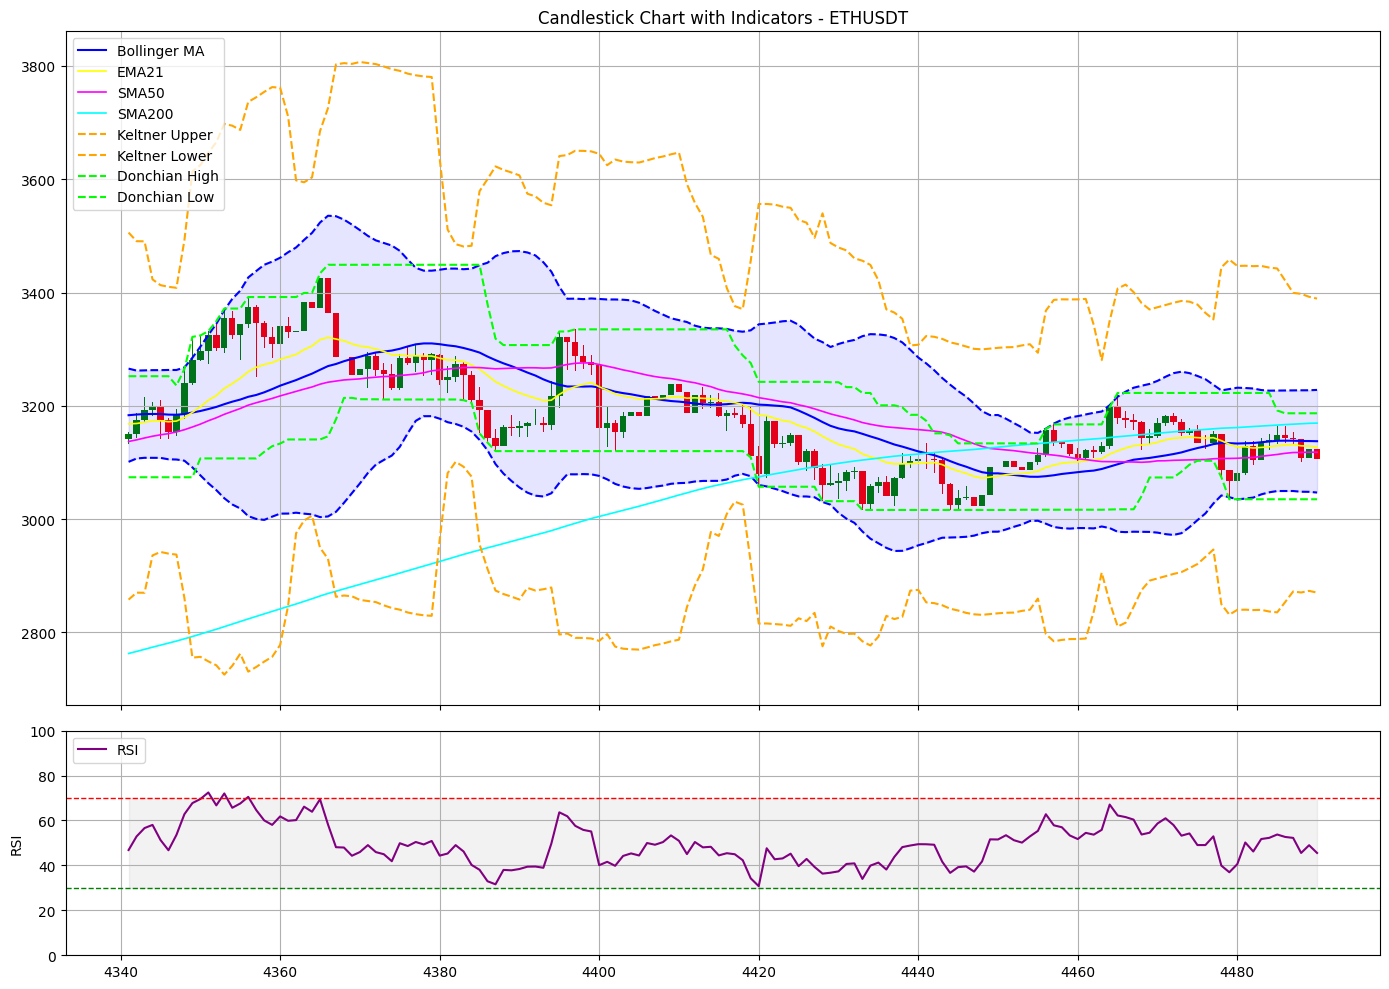 Candlestick Chart with Indicators - ETHUSDT
Bollinger MA
EMA21
SMA50
SMA200
Keltner Upper
Keltner Lower
Donchian High
Donchian Low
3800
3600
3400
3200
3000
2800
RSI
100
80
60
40
20
0
RSI
4340 4360 4380 4400 4420 4440 4460 4480